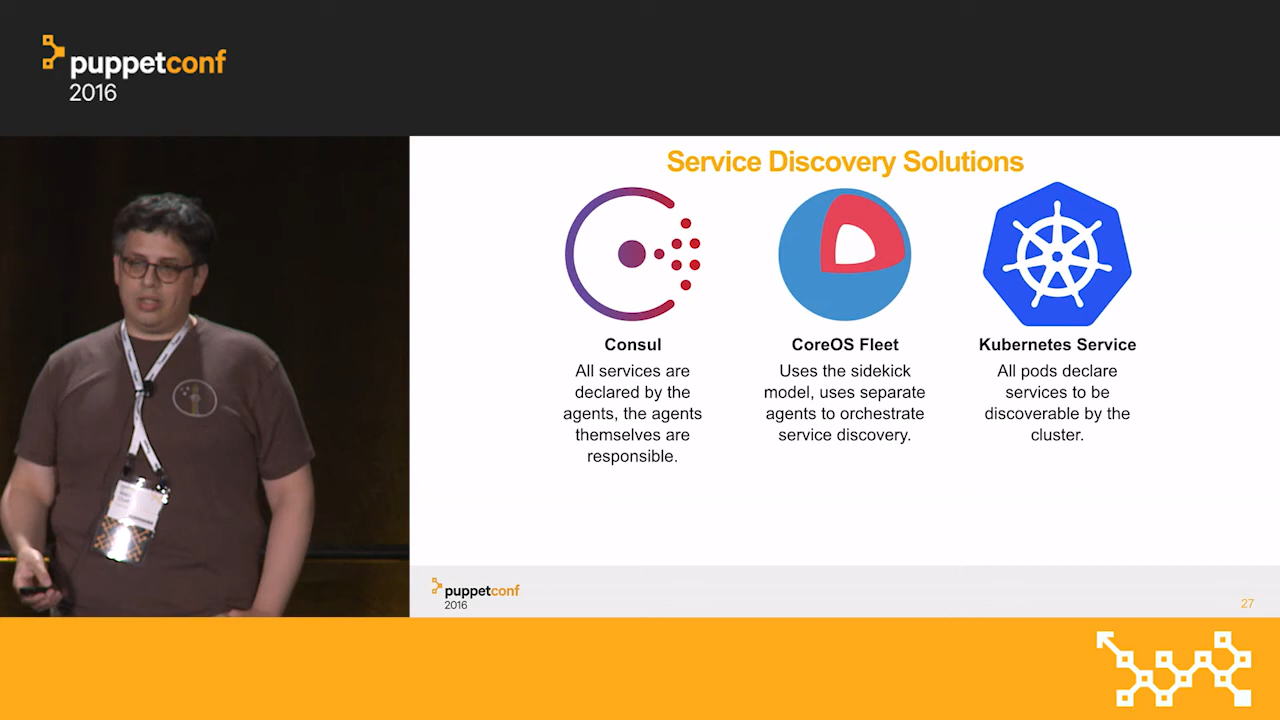 puppetconf
2016
Service Discovery Solutions
Consul
All services are
declared by the
agents, the agents
themselves are
responsible.
CoreOS Fleet
Uses the sidekick
model, uses separate
agents to orchestrate
service discovery.
Kubernetes Service
All pods declare
services to be
discoverable by the
cluster.
puppetconf
2016
27